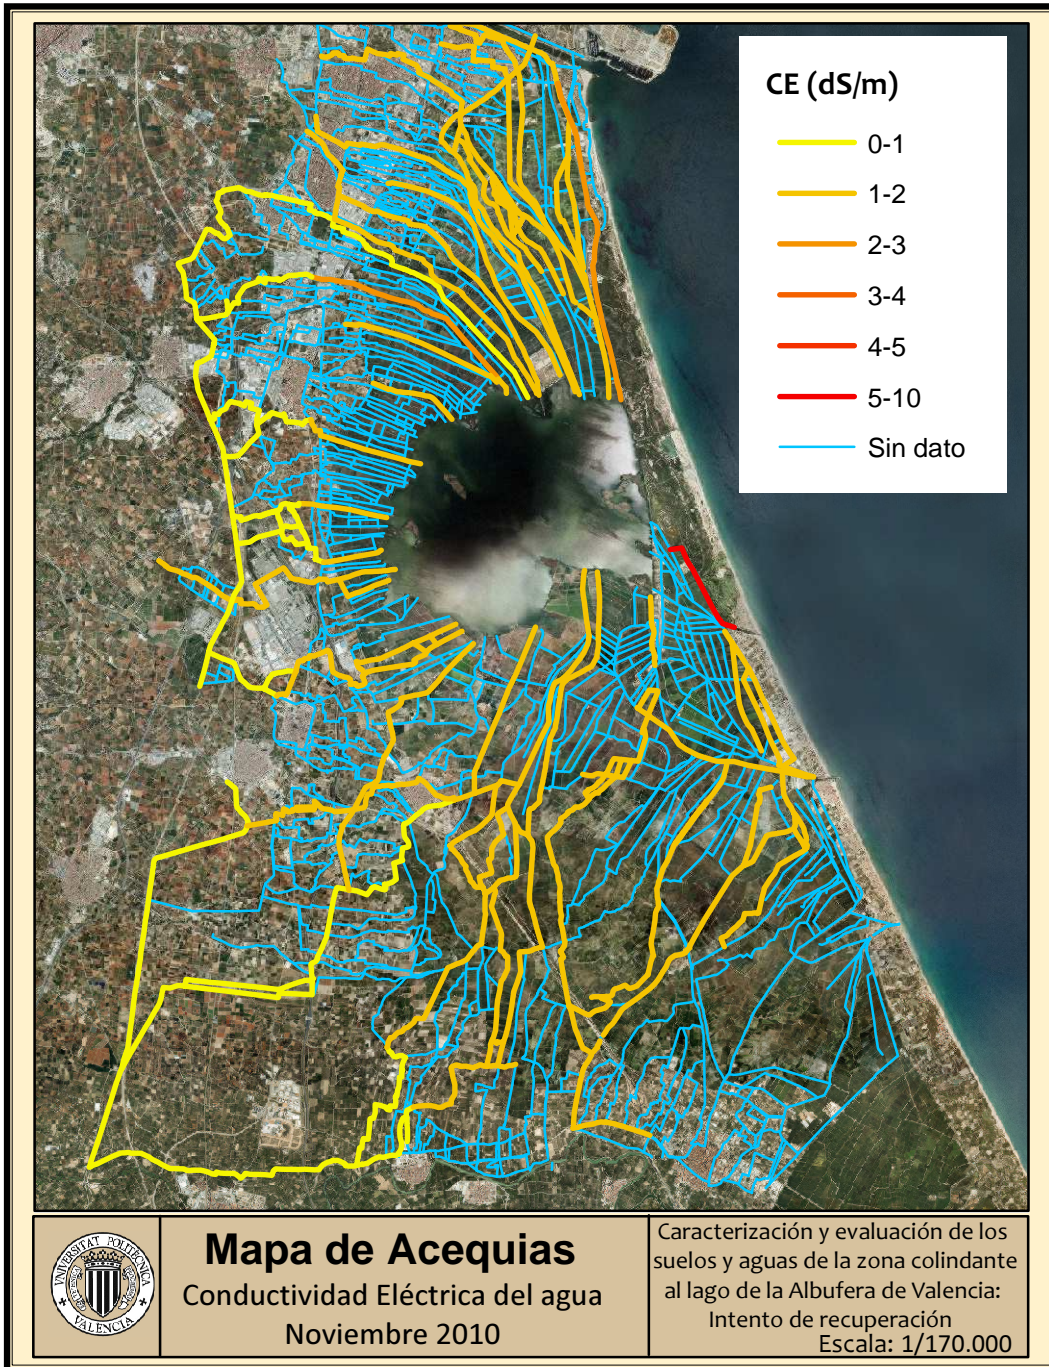 CE (dS/m)
0-1
1-2
2-3
3-4
4-5
5-10
Sin dato
UNIVERSITAT POLITECNICA
VALENCIA
Mapa de Acequias
Conductividad Eléctrica del agua
Noviembre 2010
Caracterización y evaluación de los
suelos y aguas de la zona colindante
al lago de la Albufera de Valencia:
Intento de recuperación
Escala: 1/170.000